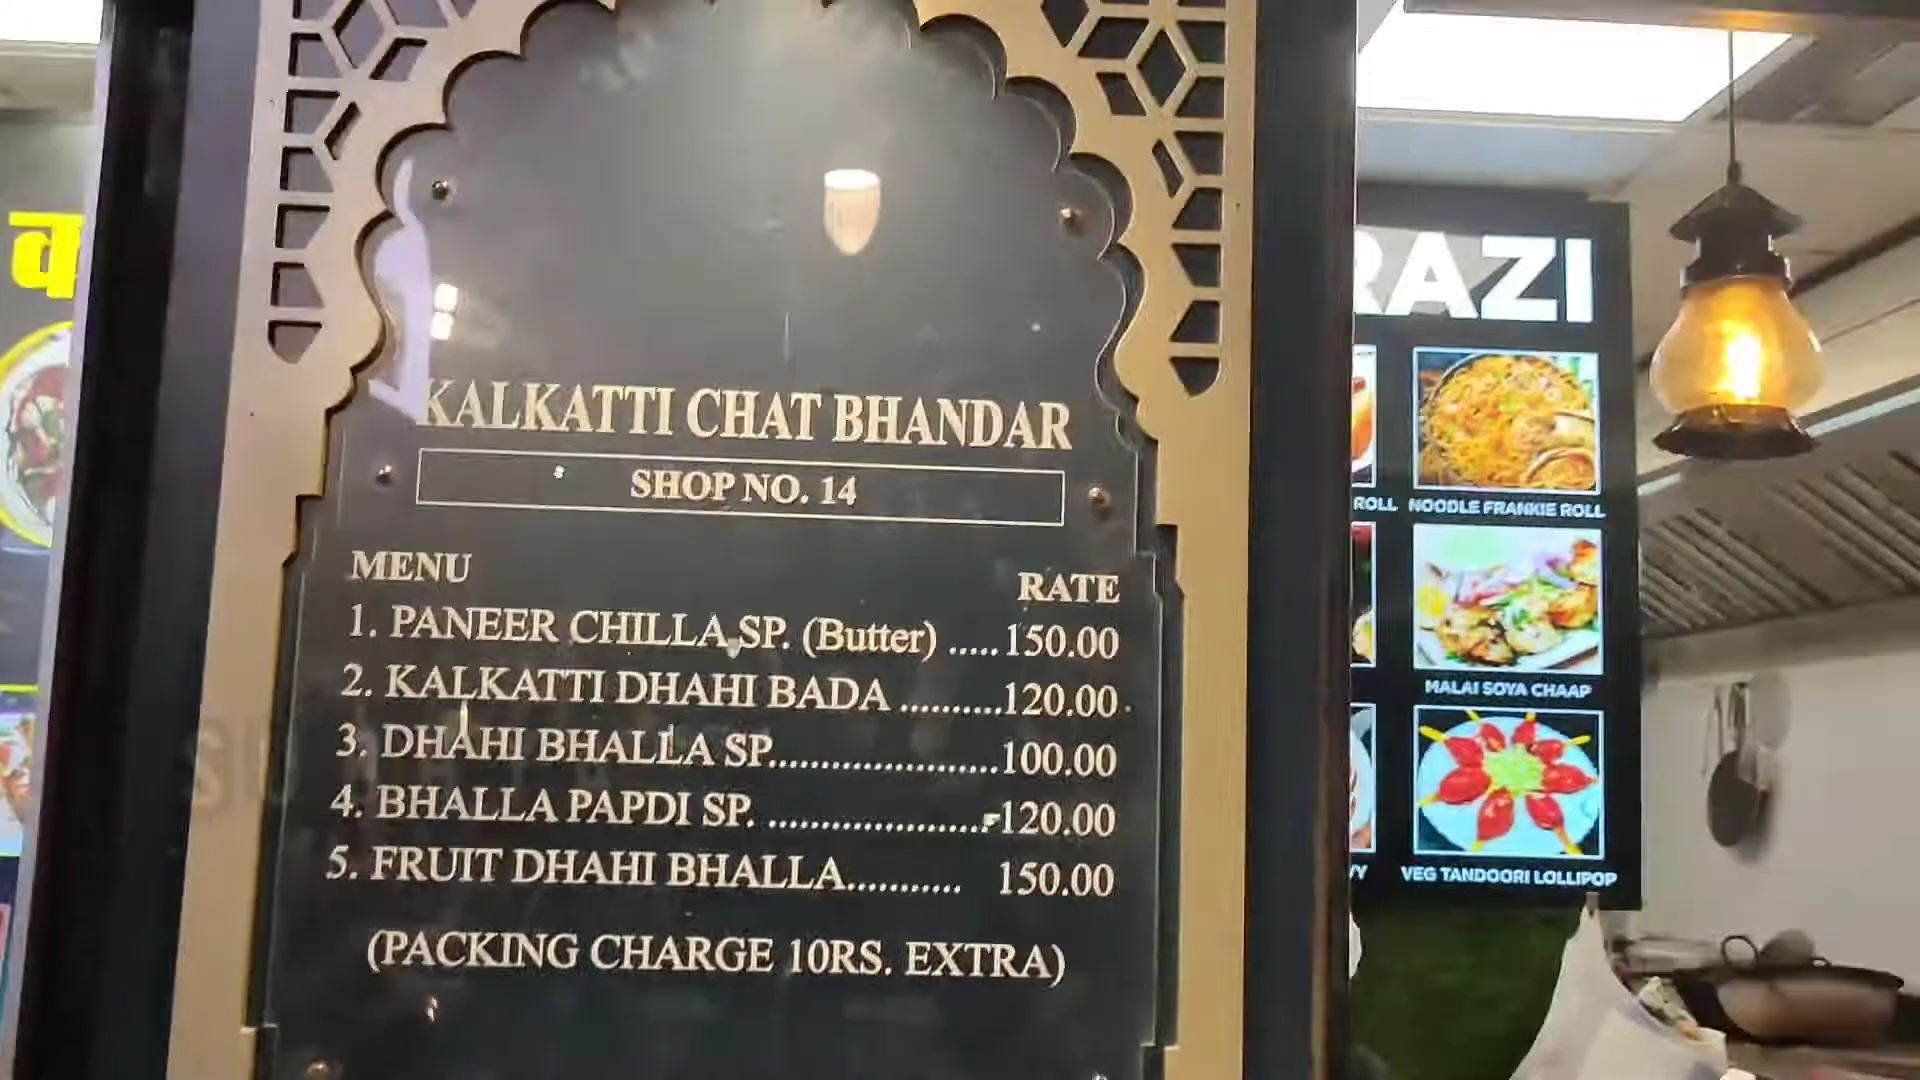 KALKATTI CHAT BHANDAR
SHOP NO. 14
MENU RATE
1. PANEER CHILLA SP. (Butter) .....150.00
2. KALKATTI DHAHI BADA ..........120.00
3. DHAHI BHALLA SP......................100.00
4. BHALLA PAPDI SP. ......................120.00
5. FRUIT DHAHI BHALLA........... 150.00
(PACKING CHARGE 10RS. EXTRA)
RAZI
ROLL NOODLE FRANKIE ROLL
MALAI SOYA CHAAP
VEG TANDOORI LOLLIPOP